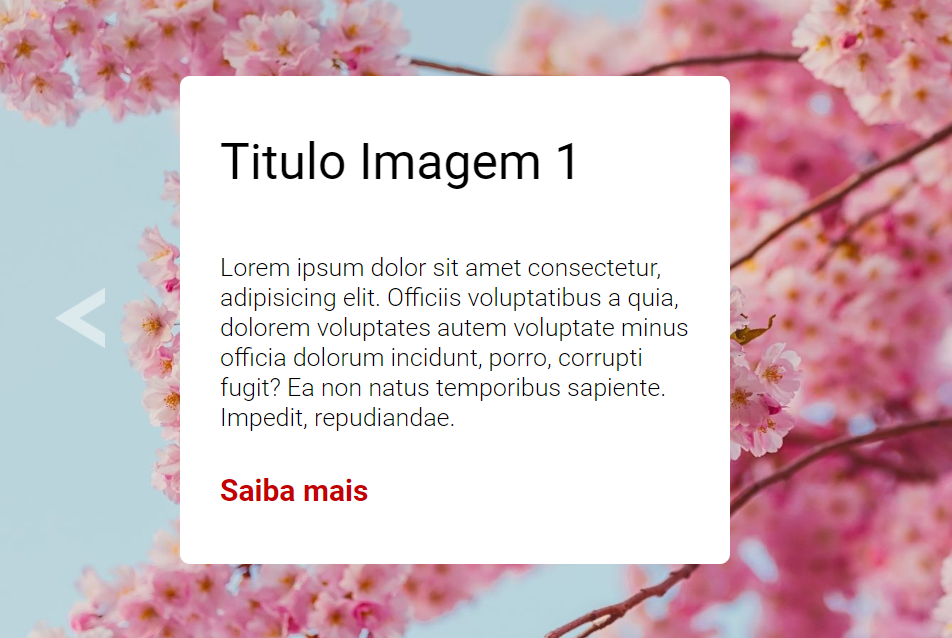 Titulo Imagem 1
Lorem ipsum dolor sit amet consectetur,
adipisicing elit. Officiis voluptatibus a quia,
dolorem voluptates autem voluptate minus
officia dolorum incidunt, porro, corrupti
fugit? Ea non natus temporibus sapiente.
Impedit, repudiandae.
Saiba mais